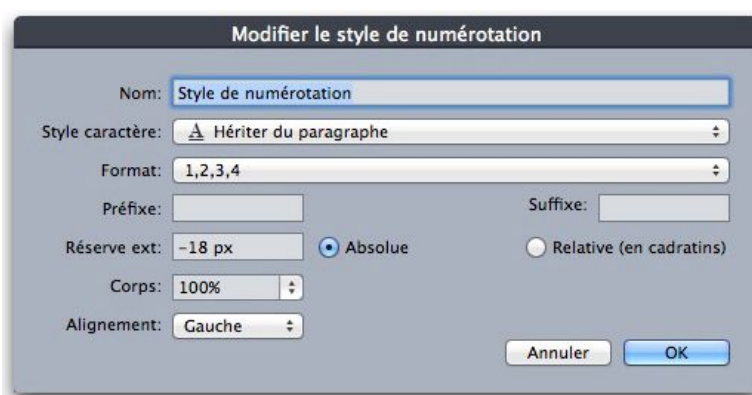 Modifier le style de numérotation
Nom: Style de numérotation
Style caractère: A Hériter du paragraphe
Format: 1,2,3,4
Préfixe: Suffixe:
Réserve ext: -18 px Absolue Relative (en cadratins)
Corps: 100%
Alignement: Gauche
Annuler OK